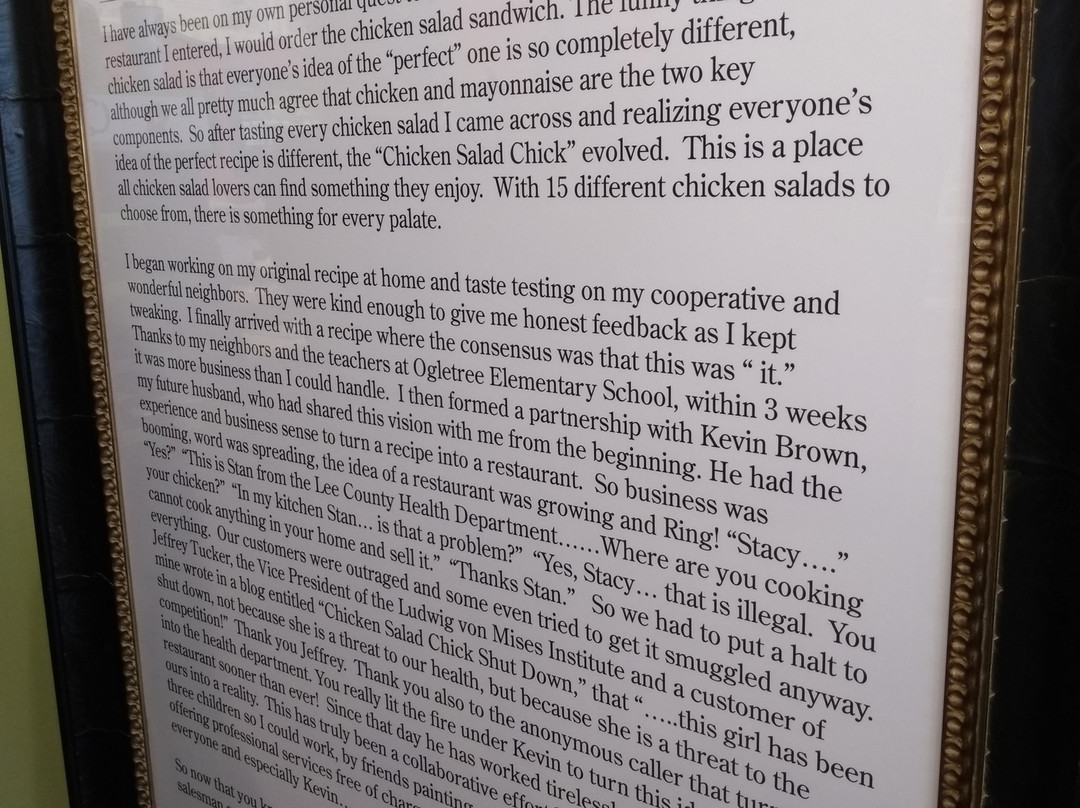 I have always been on my own personal quest
restaurant I entered, I would order the chicken salad sandwich. The funny thing
chicken salad is that everyone's idea of the "perfect" one is so completely different,
although we all pretty much agree that chicken and mayonnaise are the two key
components. So after tasting every chicken salad I came across and realizing everyone's
idea of the perfect recipe is different, the "Chicken Salad Chick" evolved. This is a place
all chicken salad lovers can find something they enjoy. With 15 different chicken salads to
choose from, there is something for every palate.
I began working on my original recipe at home and taste testing on my cooperative and
wonderful neighbors. They were kind enough to give me honest feedback as I kept
tweaking. I finally arrived with a recipe where the consensus was that this was " it."
Thanks to my neighbors and the teachers at Ogletree Elementary School, within 3 weeks
it was more business than I could handle. I then formed a partnership with Kevin Brown,
my future husband, who had shared this vision with me from the beginning. He had the
experience and business sense to turn a recipe into a restaurant. So business was
booming, word was spreading, the idea of a restaurant was growing and Ring! "Stacy...."
"Yes?" "This is Stan from the Lee County Health Department......Where are you cooking
your chicken?" "In my kitchen Stan... is that a problem?" "Yes, Stacy... that is illegal. You
cannot cook anything in your home and sell it." "Thanks Stan." So we had to put a halt to
everything. Our customers were outraged and some even tried to get it smuggled anyway.
Jeffrey Tucker, the Vice President of the Ludwig von Mises Institute and a customer of
mine wrote in a blog entitled "Chicken Salad Chick Shut Down," that ".....this girl has been
shut down, not because she is a threat to our health, but because she is a threat to the
competition!" Thank you Jeffrey. Thank you also to the anonymous caller that
into the health department. You really lit the fire under Kevin to turn this
restaurant sooner than ever! Since that day he has worked
ours into a reality. This has truly been a collaborative
three children so I could work, by friends painting
offering professional services free of
everyone and especially Kevin..
So now that you
salesman